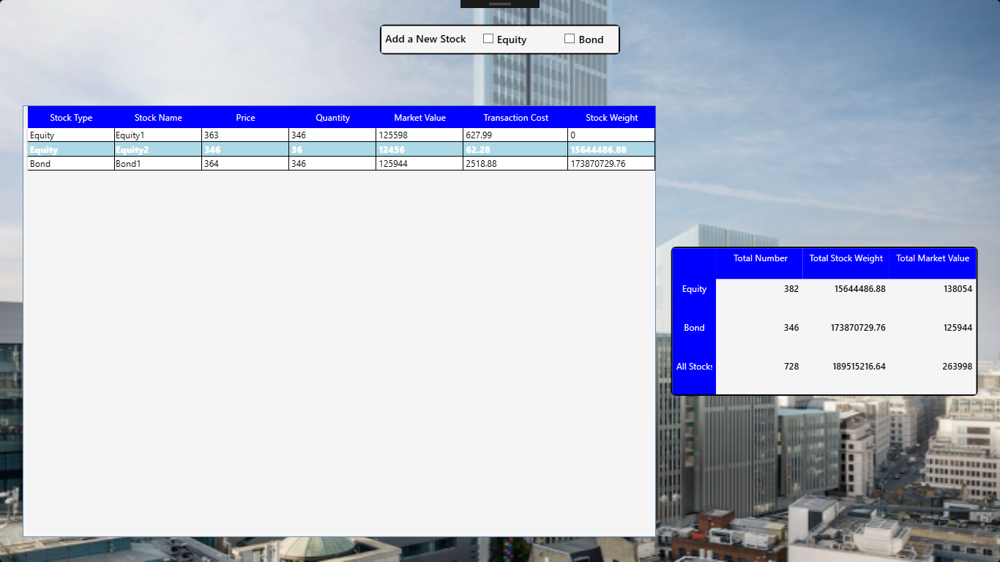 Add a New Stock Equity Bond
Stock Type Stock Name Price Quantity Market Value Transaction Cost Stock Weight
Equity Equity1 363 346 125598 627.99 0
Equity Equity2 346 36 12456 62.28 15644486.88
Bond Bond1 364 346 125944 2518.88 173870729.76
Total Number Total Stock Weight Total Market Value
Equity 382 15644486.88 138054
Bond 346 173870729.76 125944
All Stocks 728 189515216.64 263998